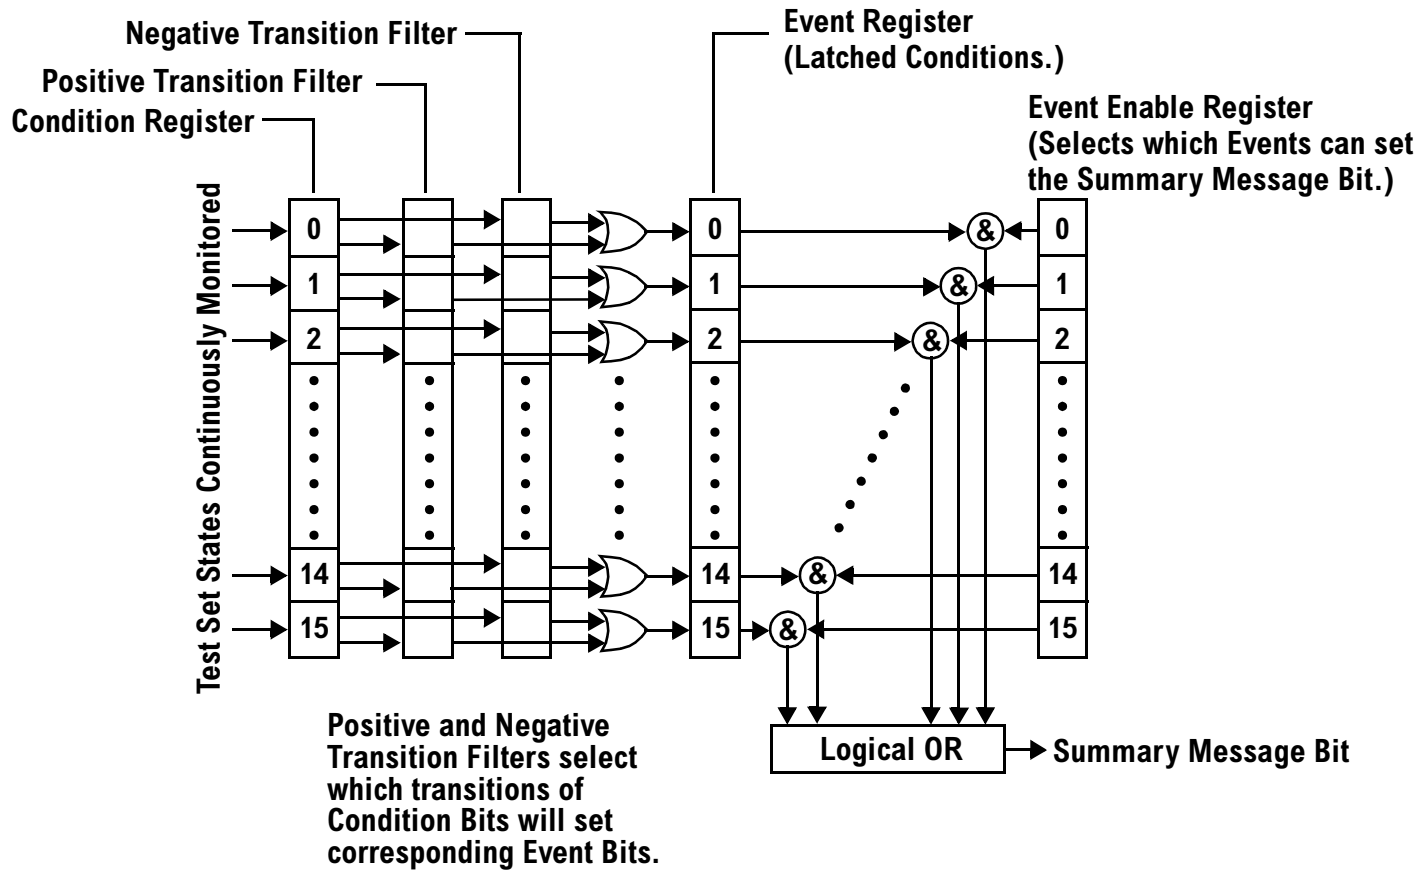 Negative Transition Filter
Positive Transition Filter
Condition Register
Event Register
(Latched Conditions.)
Event Enable Register
(Selects which Events can set
the Summary Message Bit.)
Test Set States Continuously Monitored
0 0 & 0
1 1 & 1
2 2 & 2
14 14 & 14
15 15 & 15
Positive and Negative
Transition Filters select
which transitions of
Condition Bits will set
corresponding Event Bits.
Logical OR
Summary Message Bit